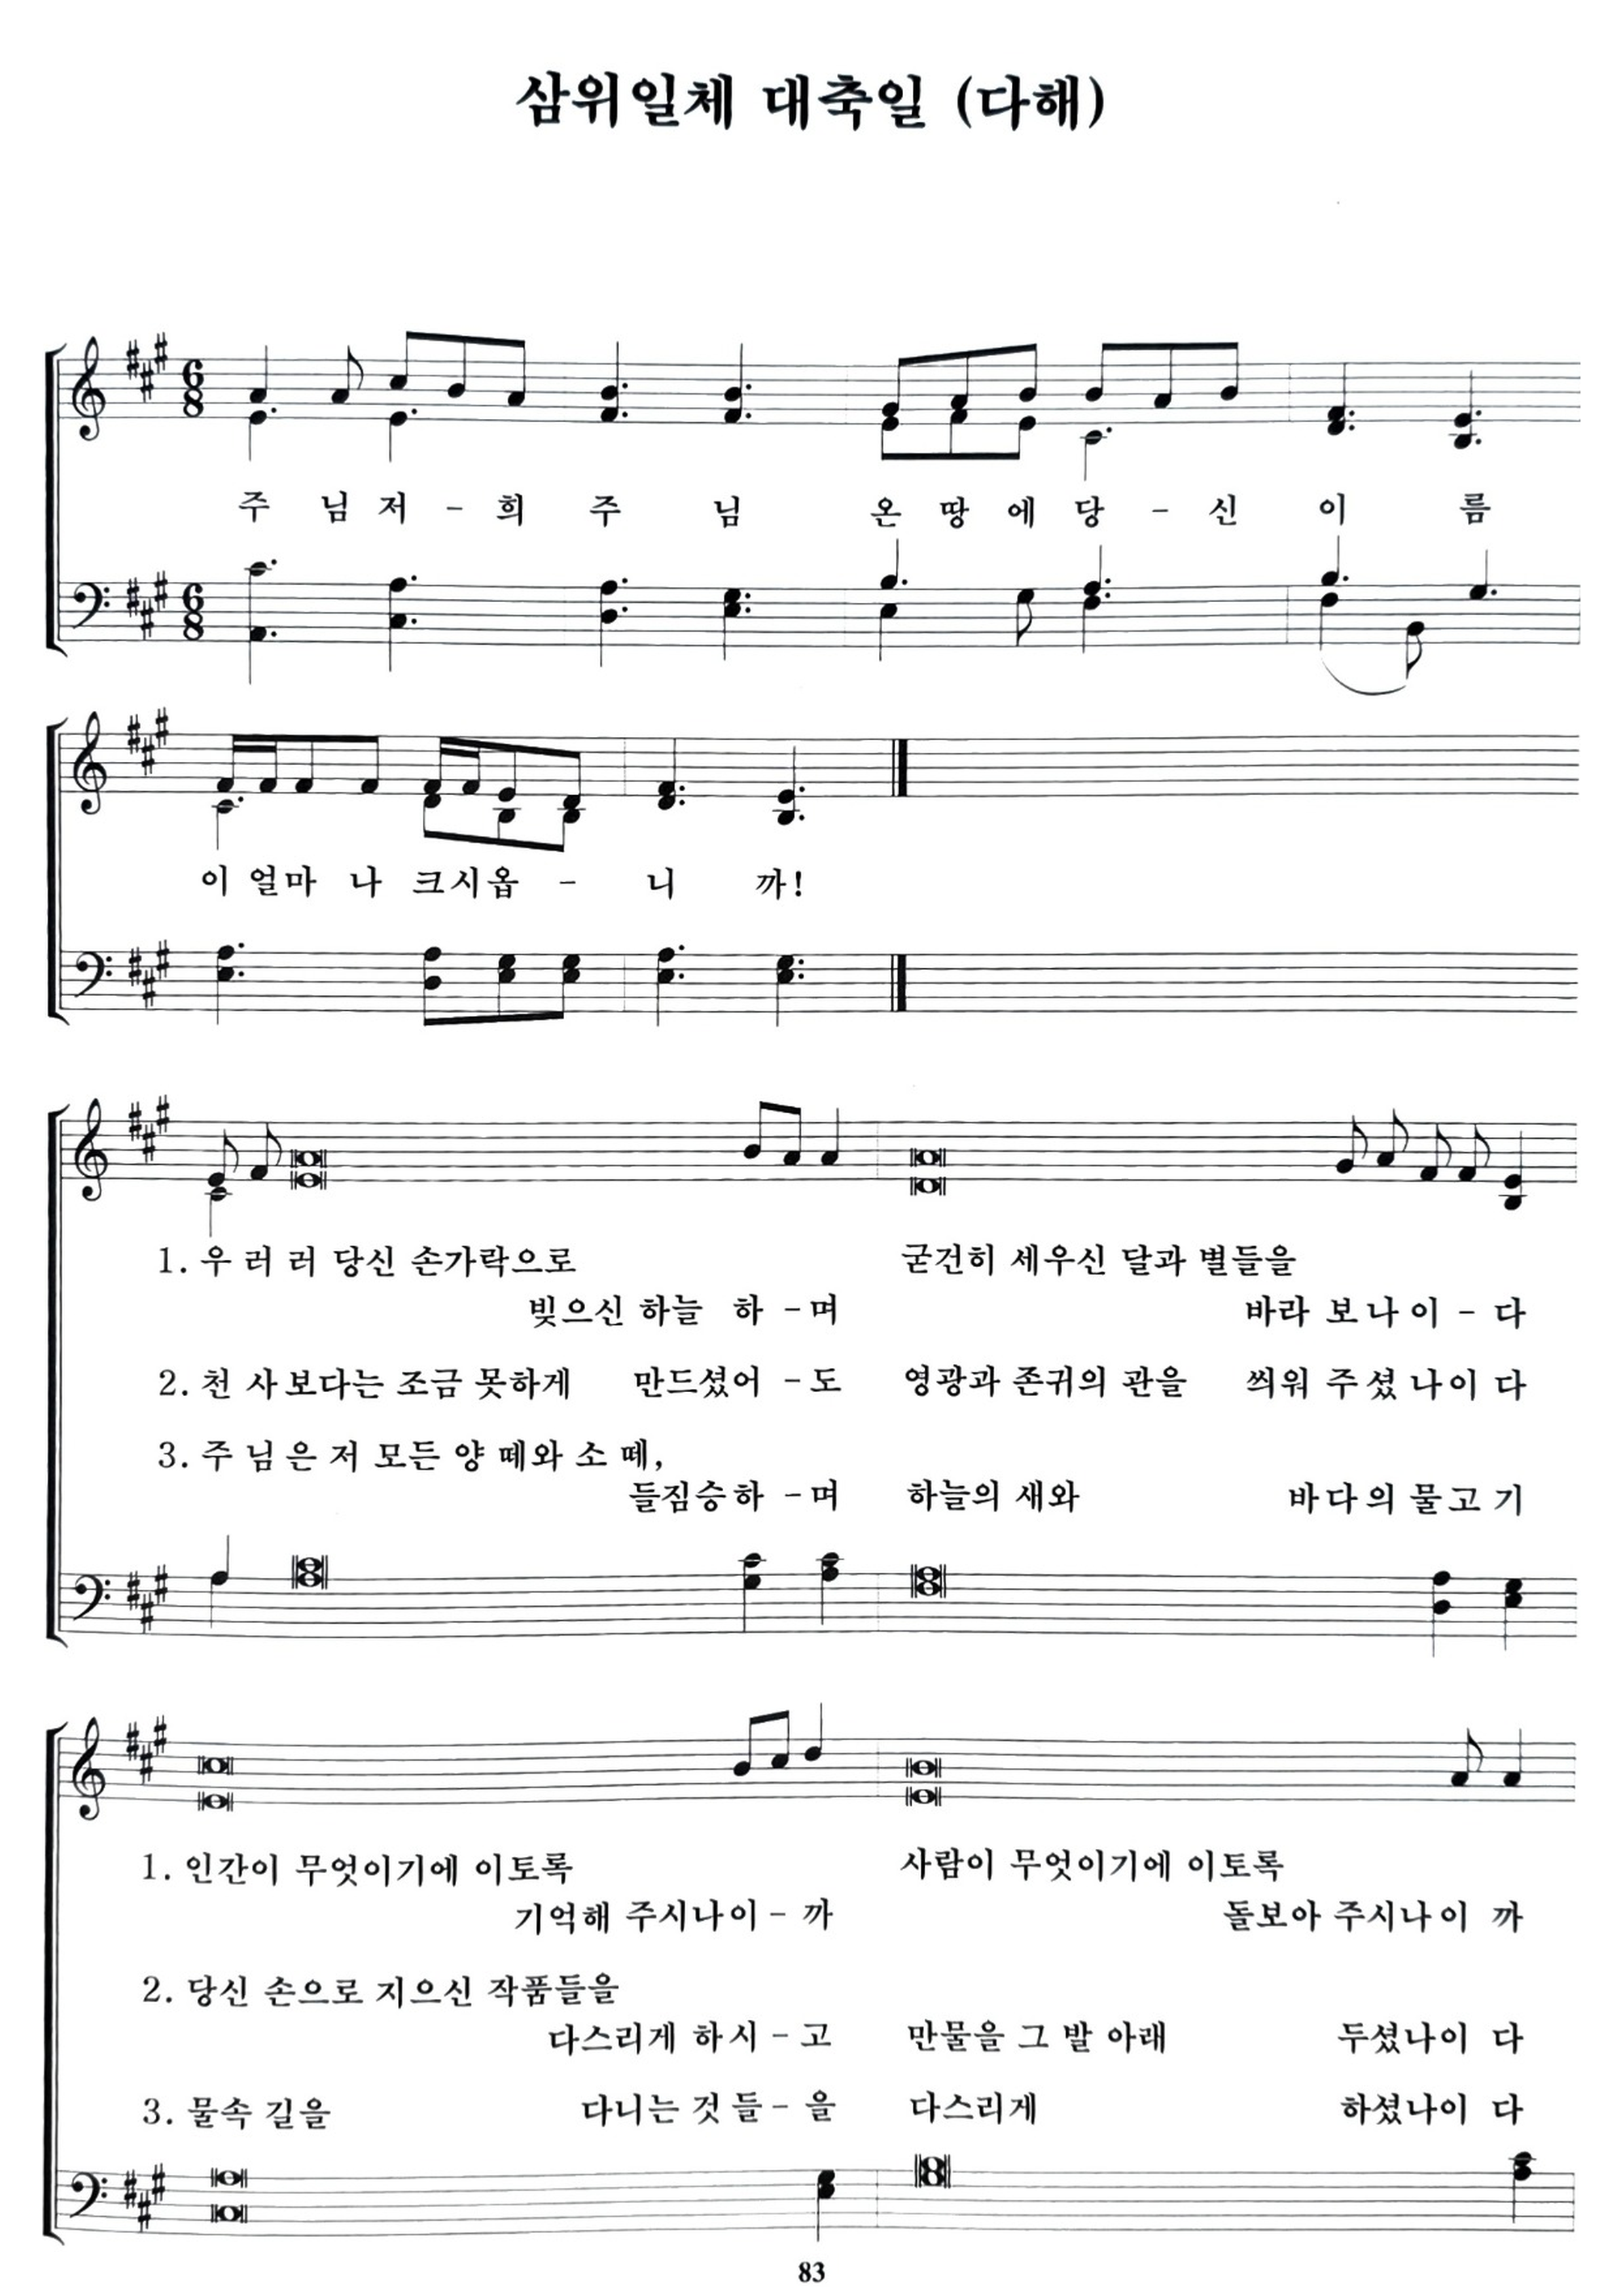 삼위일체 대축일 (다해)
주 님 저 - 희 주 님 온 땅 에 당 - 신 이 름
이 얼마 나 크시옵 - 니 까!
1. 우 러 러 당신 손가락으로 굳건히 세우신 달과 별들을
빚으신 하늘 하 - 며 바라 보나이 - 다
2. 천 사 보다는 조금 못하게 만드셨어 - 도 영광과 존귀의 관을 씌워 주셨나이 다
3. 주 님 은 저 모든 양 떼와 소 떼,
들짐승하 - 며 하늘의 새와 바다의 물고 기
1. 인간이 무엇이기에 이토록 사람이 무엇이기에 이토록
기억해 주시나이 - 까 돌보아 주시나이 까
2. 당신 손으로 지으신 작품들을
다스리게 하시 - 고 만물을 그 발 아래 두셨나이 다
3. 물속 길을 다니는 것들 - 을 다스리게 하셨나이 다
83